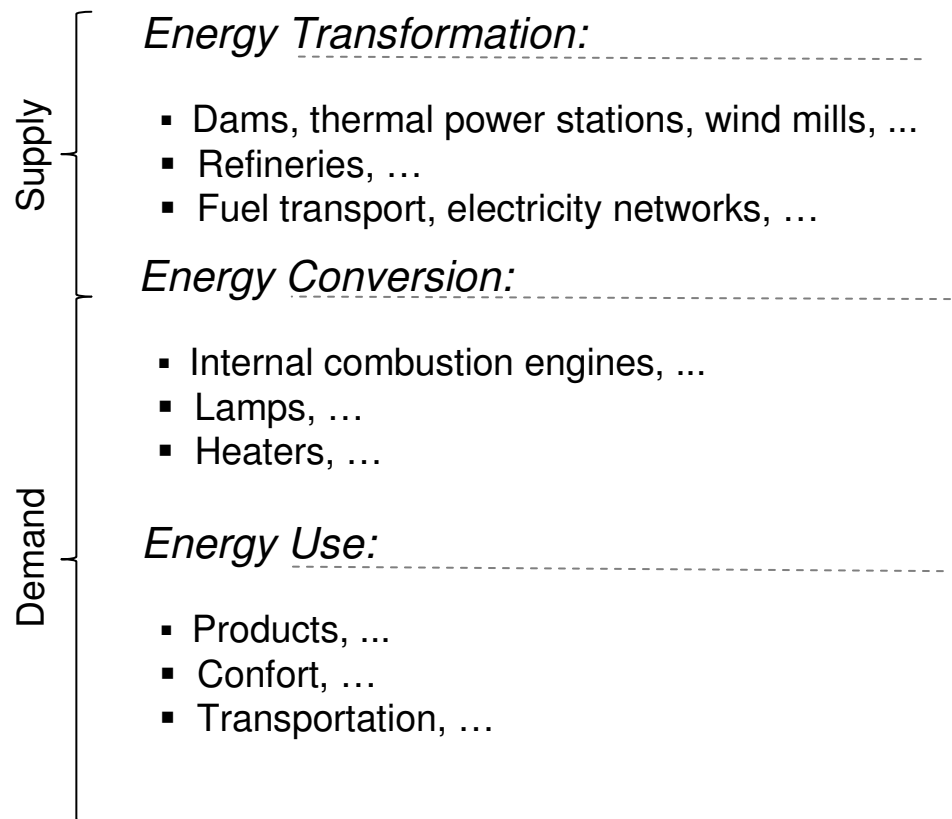 Supply
Energy Transformation:
▪ Dams, thermal power stations, wind mills, ...
▪ Refineries, …
▪ Fuel transport, electricity networks, …
Energy Conversion:
▪ Internal combustion engines, ...
▪ Lamps, …
▪ Heaters, …
Demand
Energy Use:
▪ Products, ...
▪ Confort, …
▪ Transportation, …